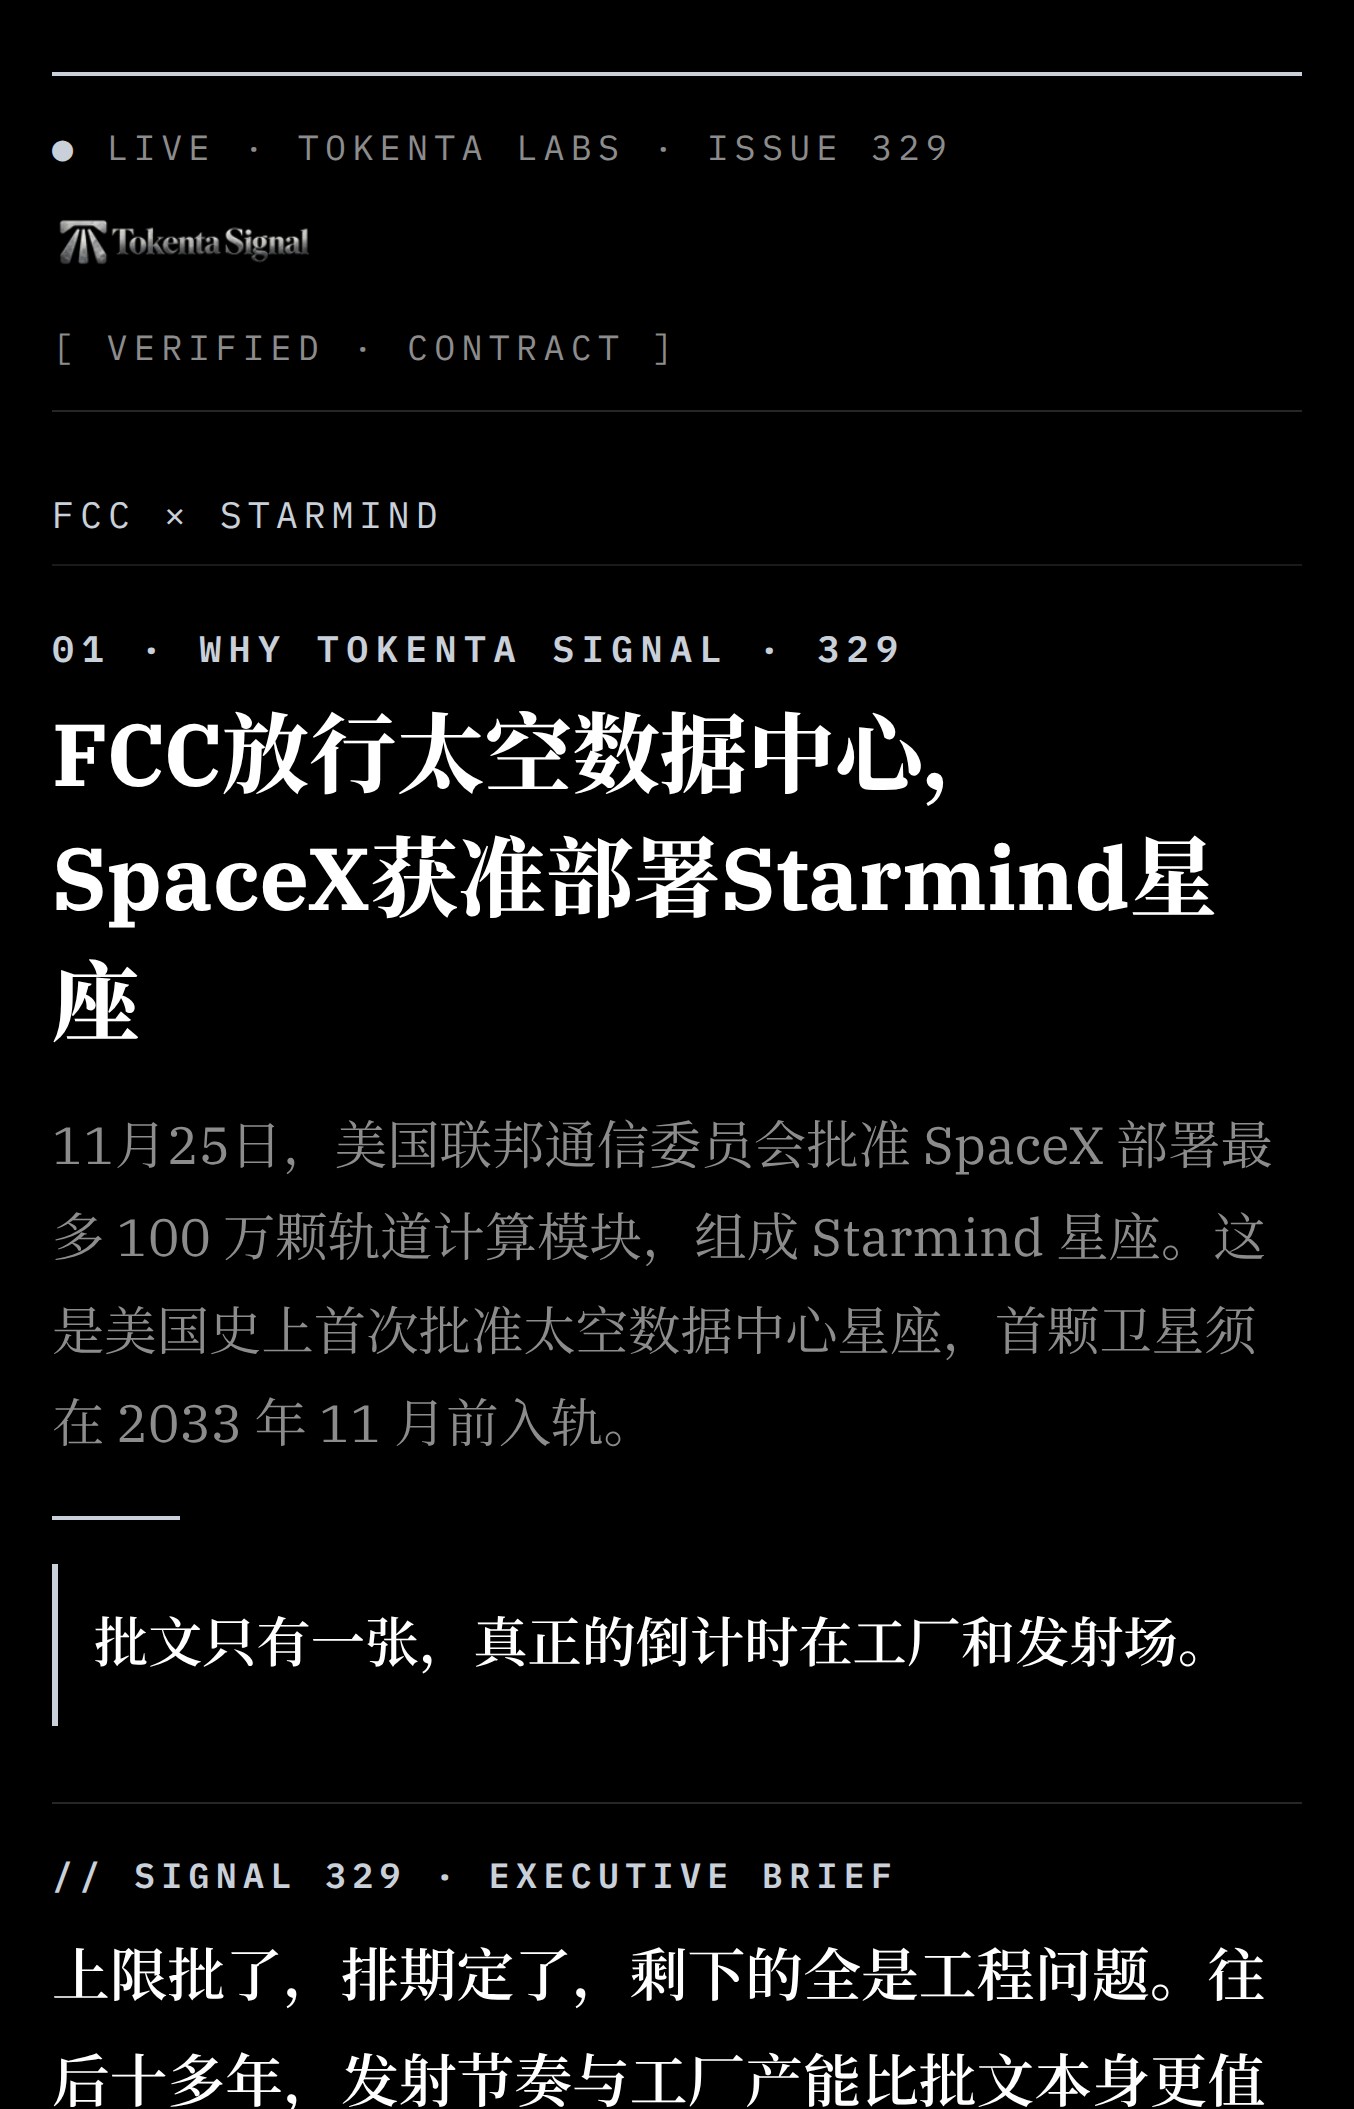 ● LIVE · TOKENTA LABS · ISSUE 329
Tokenta Signal
[ VERIFIED · CONTRACT ]
FCC × STARMIND
01 · WHY TOKENTA SIGNAL · 329
FCC放行太空数据中心，
SpaceX获准部署Starmind星
座
11月25日，美国联邦通信委员会批准 SpaceX 部署最
多 100 万颗轨道计算模块，组成 Starmind 星座。这
是美国史上首次批准太空数据中心星座，首颗卫星须
在 2033 年 11 月前入轨。
批文只有一张，真正的倒计时在工厂和发射场。
// SIGNAL 329 · EXECUTIVE BRIEF
上限批了，排期定了，剩下的全是工程问题。往
后十多年，发射节奏与工厂产能比批文本身更值